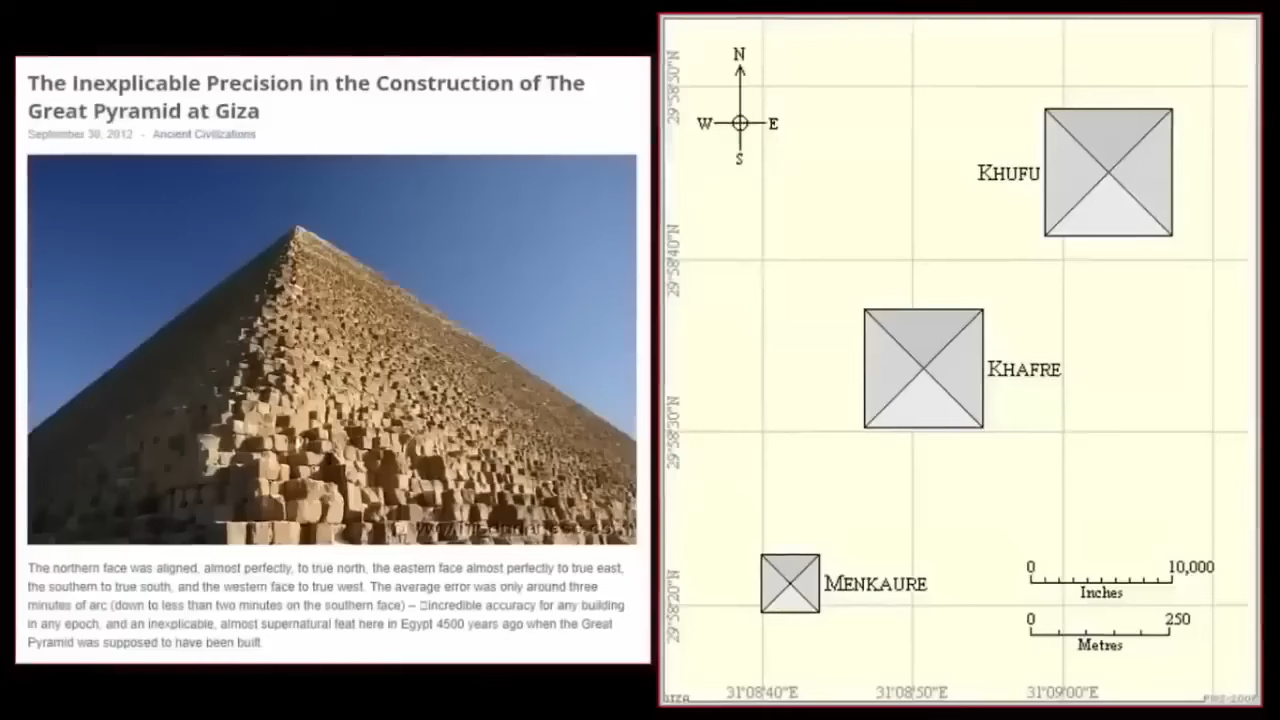 The Inexplicable Precision in the Construction of The
Great Pyramid at Giza
September 30, 2012 - Ancient Civilizations
The northern face was aligned, almost perfectly, to true north, the eastern face almost perfectly to true east,
the southern to true south, and the western face to true west. The average error was only around three
minutes of arc (down to less than two minutes on the southern face) – incredible accuracy for any building
in any epoch, and an inexplicable, almost supernatural feat here in Egypt 4500 years ago when the Great
Pyramid was supposed to have been built.
N
W E
S
KHUFU
KHAFRE
MENKAURE
0 10,000
Inches
0 250
Metres
29°58'50"N
29°58'40"N
29°58'30"N
29°58'20"N
31°08'40"E 31°08'50"E 31°09'00"E
GIZA